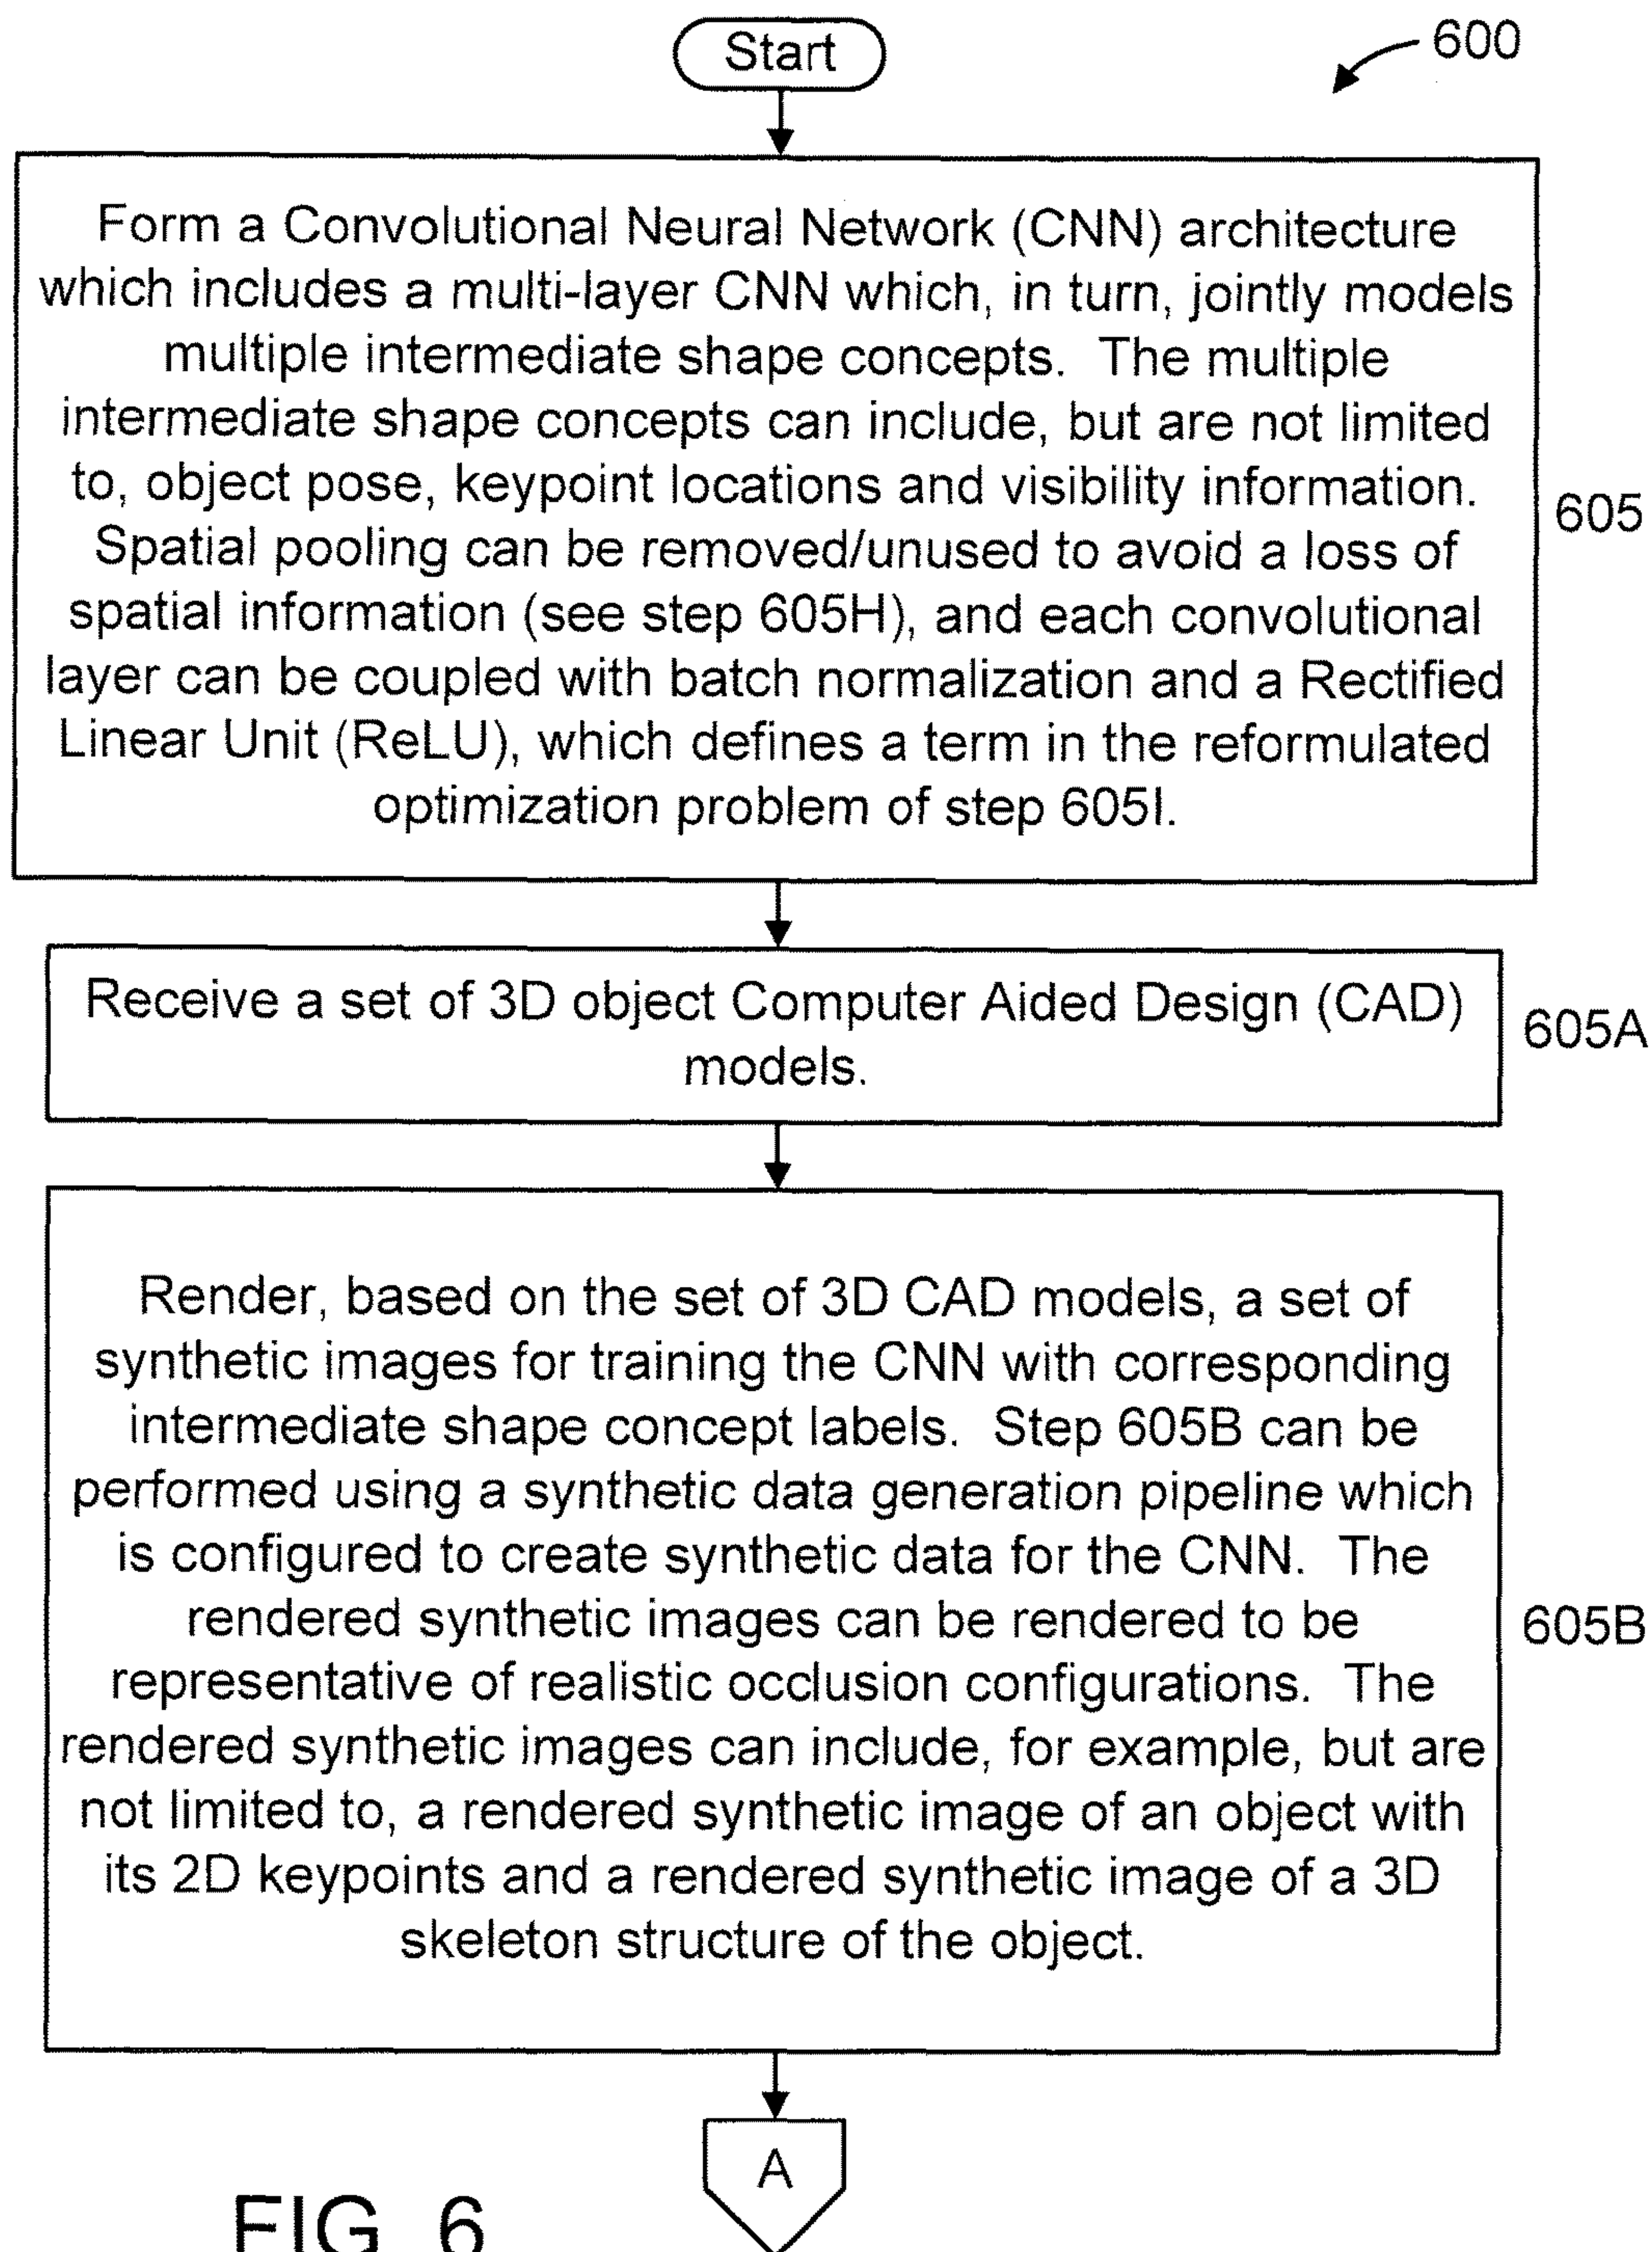 Start
600
Form a Convolutional Neural Network (CNN) architecture
which includes a multi-layer CNN which, in turn, jointly models
multiple intermediate shape concepts. The multiple
intermediate shape concepts can include, but are not limited
to, object pose, keypoint locations and visibility information.
Spatial pooling can be removed/unused to avoid a loss of
spatial information (see step 605H), and each convolutional
layer can be coupled with batch normalization and a Rectified
Linear Unit (ReLU), which defines a term in the reformulated
optimization problem of step 605I.
605
Receive a set of 3D object Computer Aided Design (CAD)
models.
605A
Render, based on the set of 3D CAD models, a set of
synthetic images for training the CNN with corresponding
intermediate shape concept labels. Step 605B can be
performed using a synthetic data generation pipeline which
is configured to create synthetic data for the CNN. The
rendered synthetic images can be rendered to be
representative of realistic occlusion configurations. The
rendered synthetic images can include, for example, but are
not limited to, a rendered synthetic image of an object with
its 2D keypoints and a rendered synthetic image of a 3D
skeleton structure of the object.
605B
A
FIG. 6